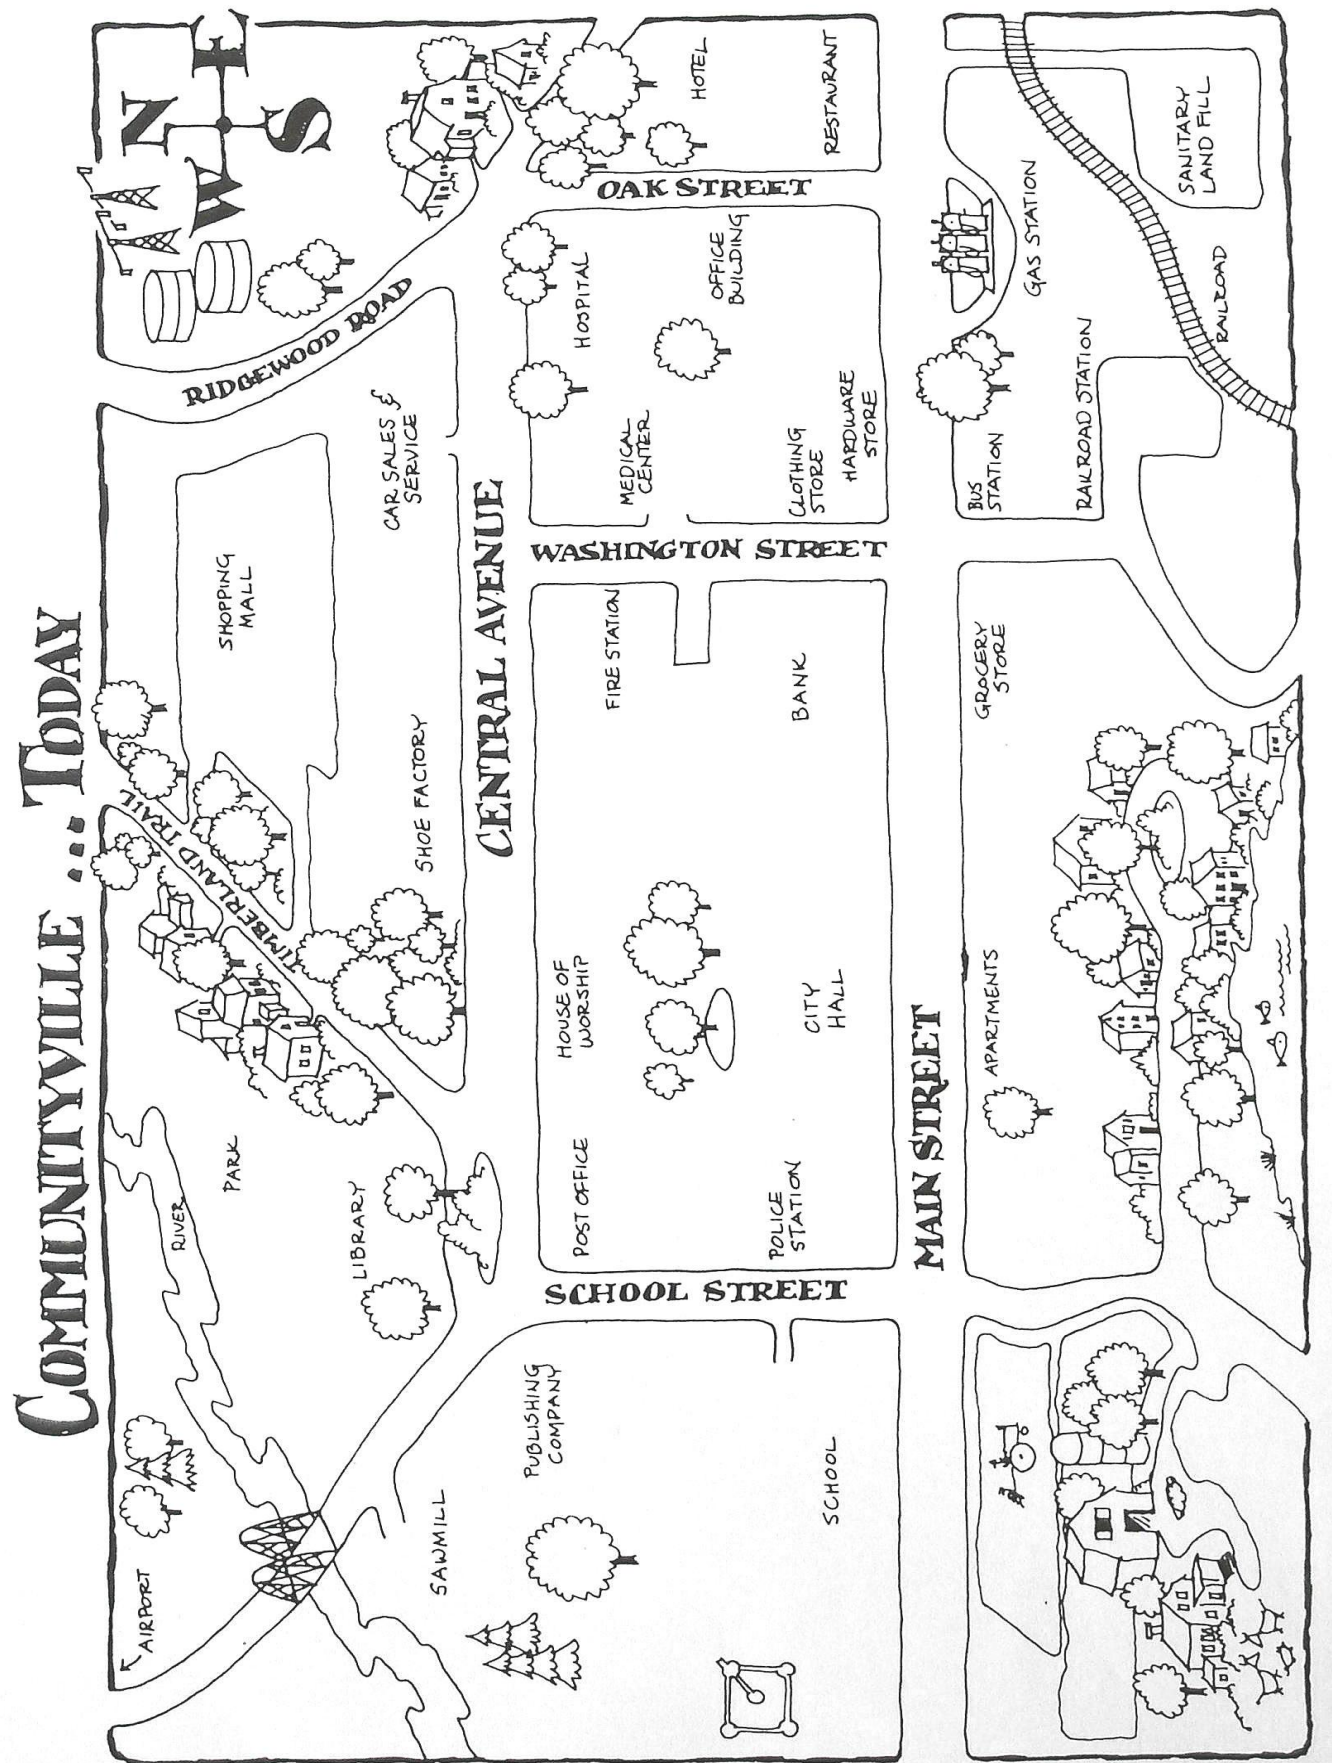 COMMUNITYVILLE ... TODAY
AIRPORT
RIVER
PARK
LIBRARY
TIMBERLAND TRAIL
SHOPPING
MALL
RIDGEWOOD ROAD
N
W E
S
SAWMILL
SHOE FACTORY
CAR SALES &
SERVICE
CENTRAL AVENUE
PUBLISHING
COMPANY
SCHOOL
SCHOOL STREET
POST OFFICE
HOUSE OF
WORSHIP
FIRE STATION
POLICE
STATION
CITY
HALL
BANK
WASHINGTON STREET
MEDICAL
CENTER
HOSPITAL
OFFICE
BUILDING
CLOTHING
STORE
HARDWARE
STORE
OAK STREET
HOTEL
RESTAURANT
MAIN STREET
APARTMENTS
GROCERY
STORE
BUS
STATION
RAILROAD STATION
GAS STATION
RAILROAD
SANITARY
LAND FILL